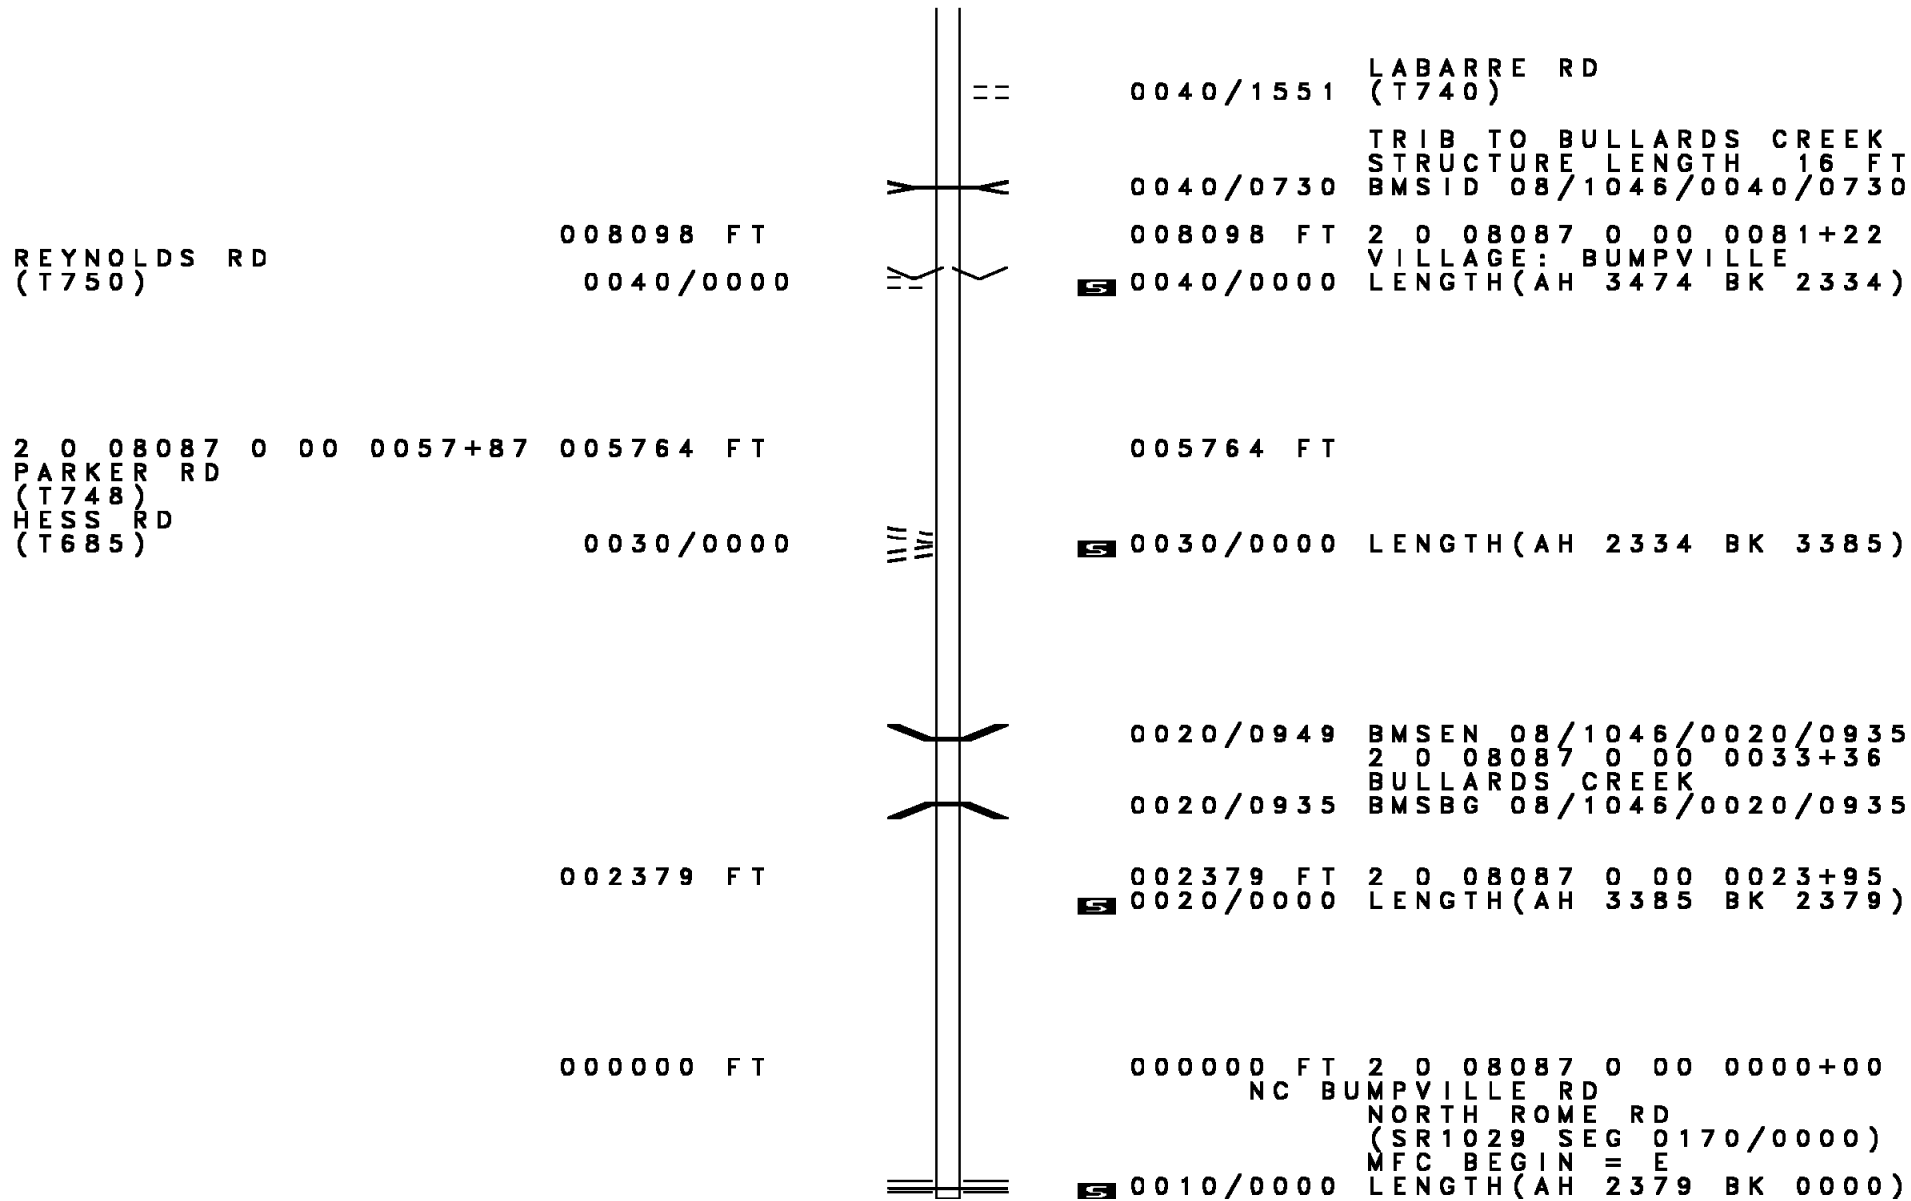 LABARRE RD
0040/1551 (T740)
TRIB TO BULLARDS CREEK
STRUCTURE LENGTH 16 FT
0040/0730 BMSID 08/1046/0040/0730
008098 FT 008098 FT 2 0 08087 0 00 0081+22
REYNOLDS RD VILLAGE: BUMPVILLE
(T750) 0040/0000 S 0040/0000 LENGTH(AH 3474 BK 2334)
2 0 08087 0 00 0057+87 005764 FT 005764 FT
PARKER RD
(T748)
HESS RD
(T685) 0030/0000 S 0030/0000 LENGTH(AH 2334 BK 3385)
0020/0949 BMSEN 08/1046/0020/0935
2 0 08087 0 00 0033+36
BULLARDS CREEK
0020/0935 BMSBG 08/1046/0020/0935
002379 FT 002379 FT 2 0 08087 0 00 0023+95
S 0020/0000 LENGTH(AH 3385 BK 2379)
000000 FT 000000 FT 2 0 08087 0 00 0000+00
NC BUMPVILLE RD
NORTH ROME RD
(SR1029 SEG 0170/0000)
MFC BEGIN = E
S 0010/0000 LENGTH(AH 2379 BK 0000)